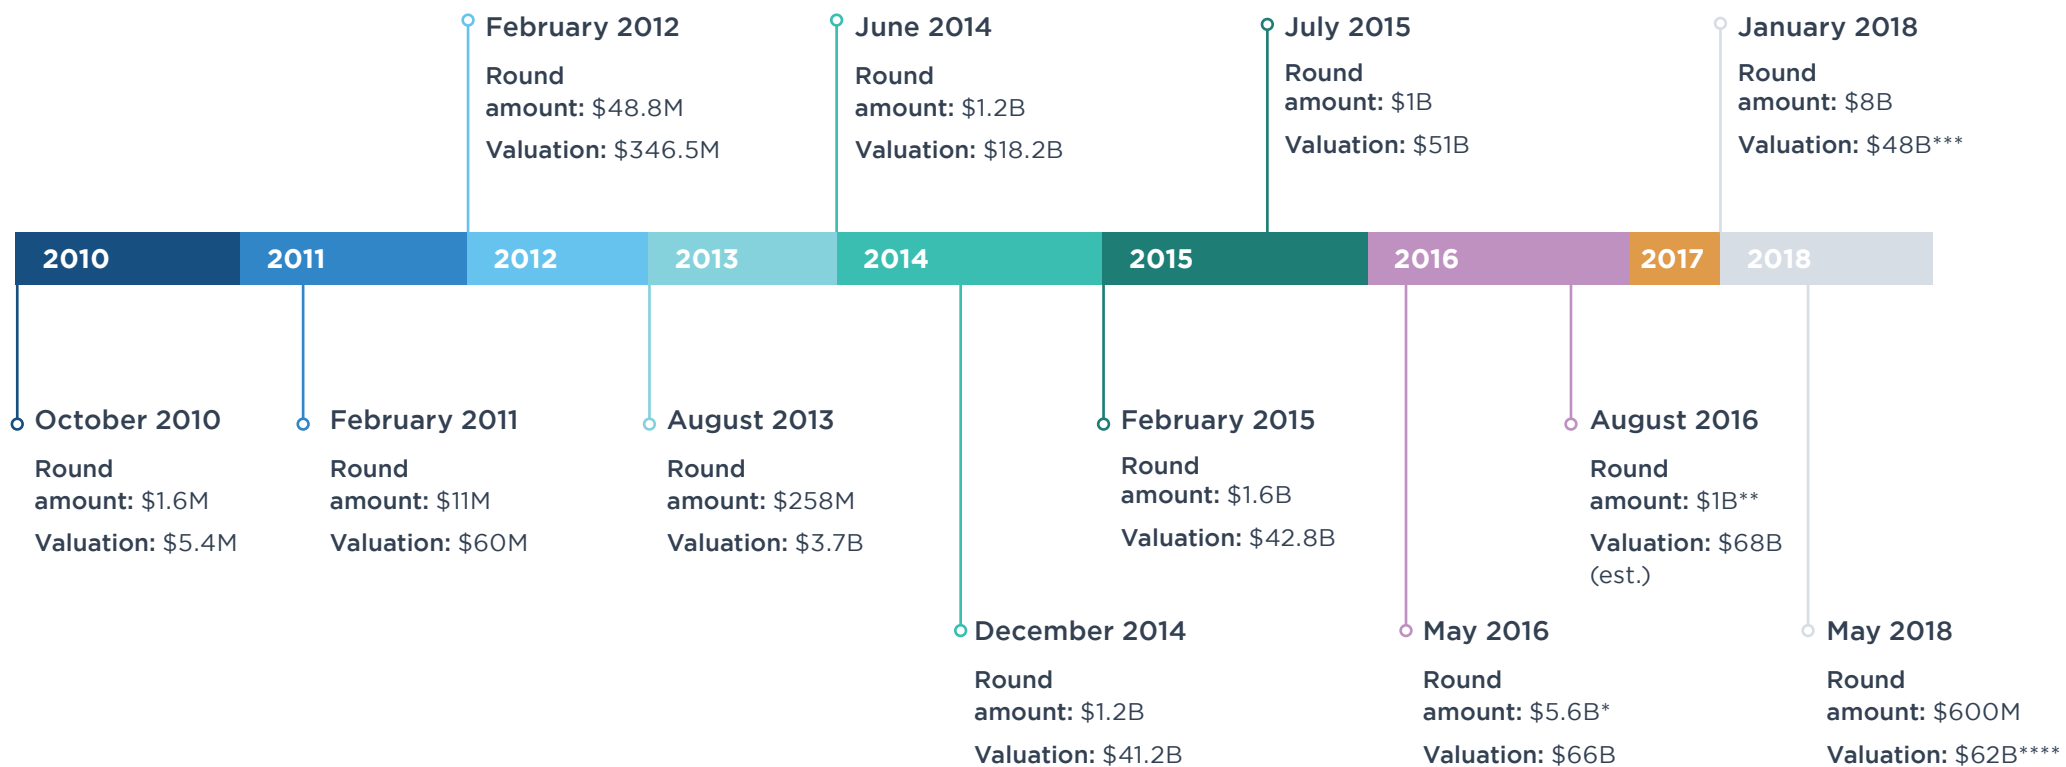 February 2012
Round
amount: $48.8M
Valuation: $346.5M
June 2014
Round
amount: $1.2B
Valuation: $18.2B
July 2015
Round
amount: $1B
Valuation: $51B
January 2018
Round
amount: $8B
Valuation: $48B***
2010
2011
2012
2013
2014
2015
2016
2017
2018
October 2010
Round
amount: $1.6M
Valuation: $5.4M
February 2011
Round
amount: $11M
Valuation: $60M
August 2013
Round
amount: $258M
Valuation: $3.7B
February 2015
Round
amount: $1.6B
Valuation: $42.8B
August 2016
Round
amount: $1B**
Valuation: $68B
(est.)
December 2014
Round
amount: $1.2B
Valuation: $41.2B
May 2016
Round
amount: $5.6B*
Valuation: $66B
May 2018
Round
amount: $600M
Valuation: $62B****